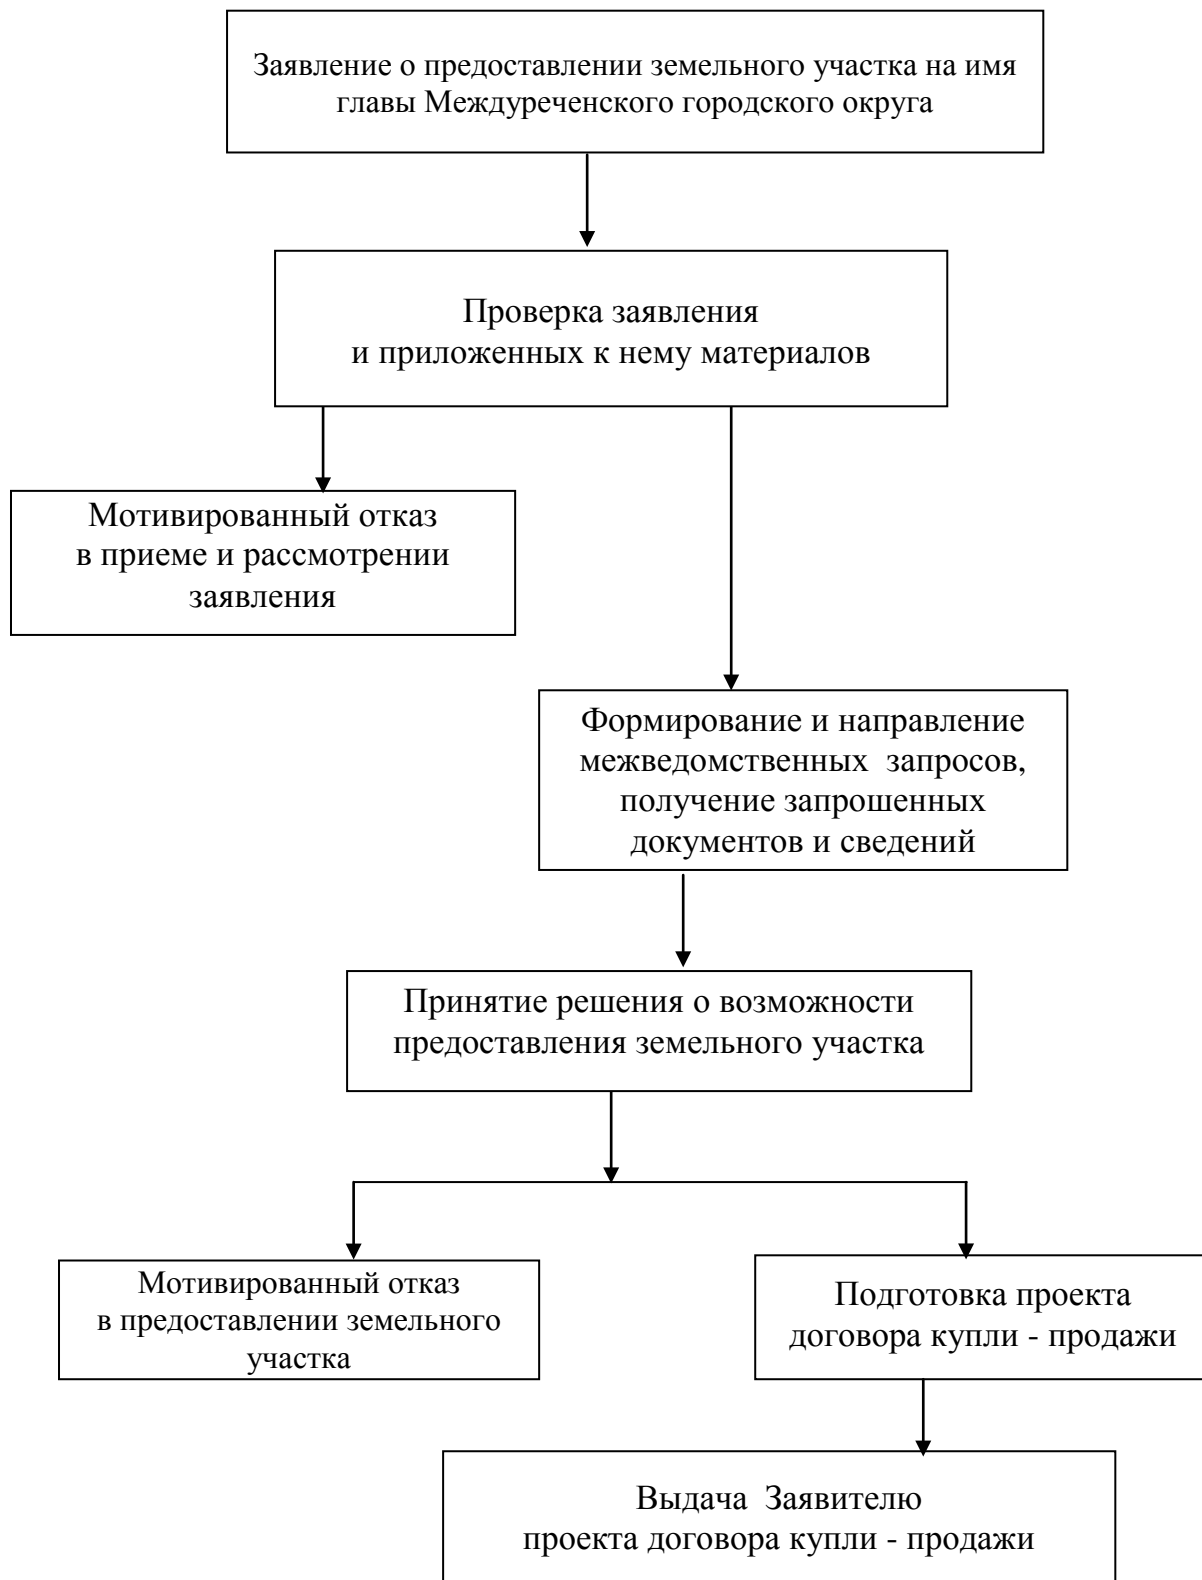 Заявление о предоставлении земельного участка на имя
главы Междуреченского городского округа
Проверка заявления
и приложенных к нему материалов
Мотивированный отказ
в приеме и рассмотрении
заявления
Формирование и направление
межведомственных запросов,
получение запрошенных
документов и сведений
Принятие решения о возможности
предоставления земельного участка
Мотивированный отказ
в предоставлении земельного
участка
Подготовка проекта
договора купли - продажи
Выдача Заявителю
проекта договора купли - продажи